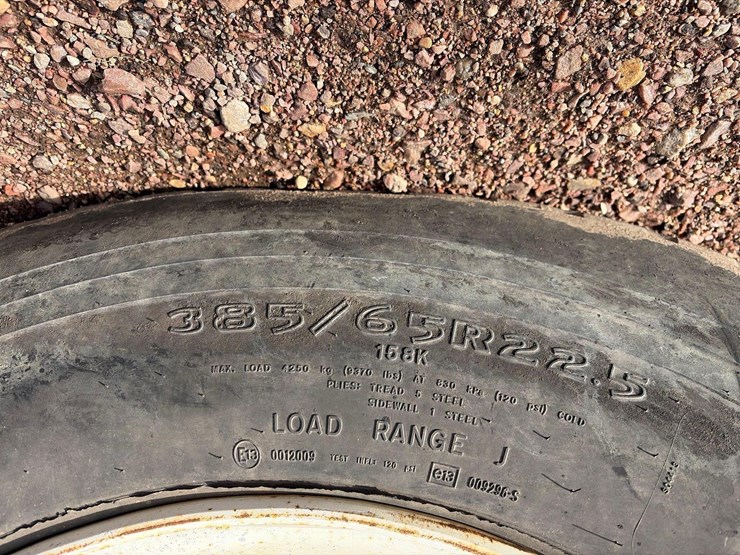 385/65R22.5
158K
MAX. LOAD 4250 kg (9370 lbs) AT 830 kPa (120 psi) COLD
PLIES: TREAD 5 STEEL
SIDEWALL 1 STEEL
LOAD RANGE J
E13 0012009 TEST INFL. 120 psi e13 009296-S